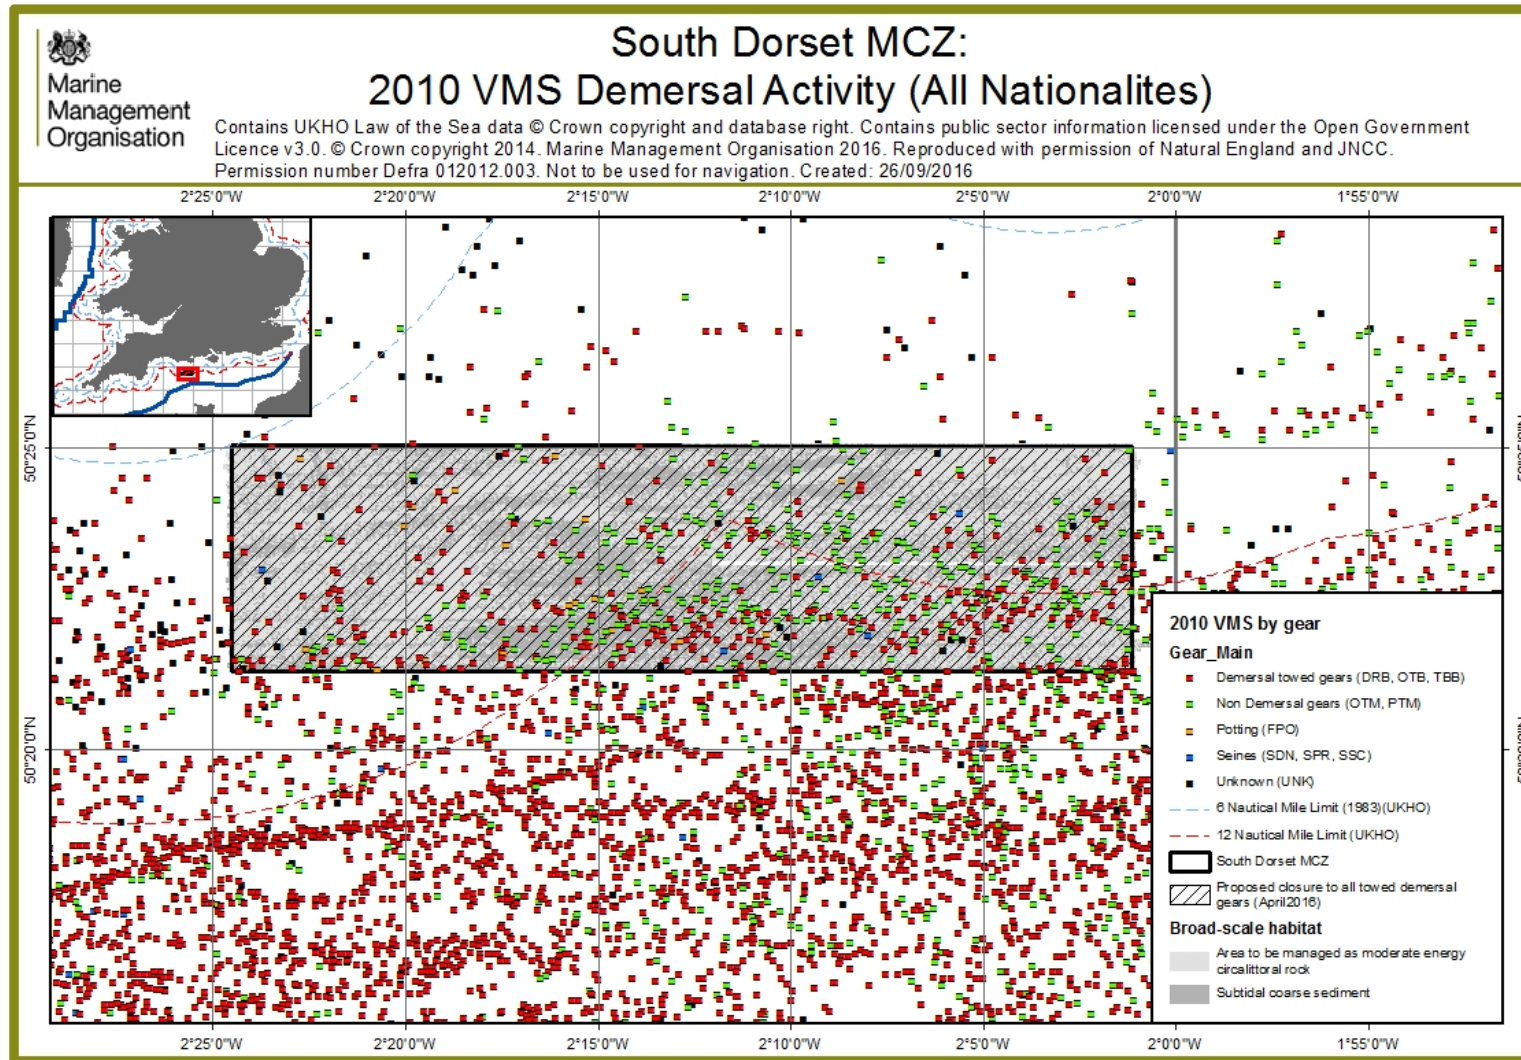 South Dorset MCZ:
2010 VMS Demersal Activity (All Nationalites)
Marine
Management
Organisation
Contains UKHO Law of the Sea data © Crown copyright and database right. Contains public sector information licensed under the Open Government
Licence v3.0. © Crown copyright 2014. Marine Management Organisation 2016. Reproduced with permission of Natural England and JNCC.
Permission number Defra 012012.003. Not to be used for navigation. Created: 26/09/2016
2°25'0"W 2°20'0"W 2°15'0"W 2°10'0"W 2°5'0"W 2°0'0"W 1°55'0"W
50°25'0"N
50°20'0"N
2010 VMS by gear
Gear_Main
Demersal towed gears (DRB, OTB, TBB)
Non Demersal gears (OTM, PTM)
Potting (FPO)
Seines (SDN, SPR, SSC)
Unknown (UNK)
6 Nautical Mile Limit (1983)(UKHO)
12 Nautical Mile Limit (UKHO)
South Dorset MCZ
Proposed closure to all towed demersal
gears (April2016)
Broad-scale habitat
Area to be managed as moderate energy
circalittoral rock
Subtidal coarse sediment
2°25'0"W 2°20'0"W 2°15'0"W 2°10'0"W 2°5'0"W 2°0'0"W 1°55'0"W